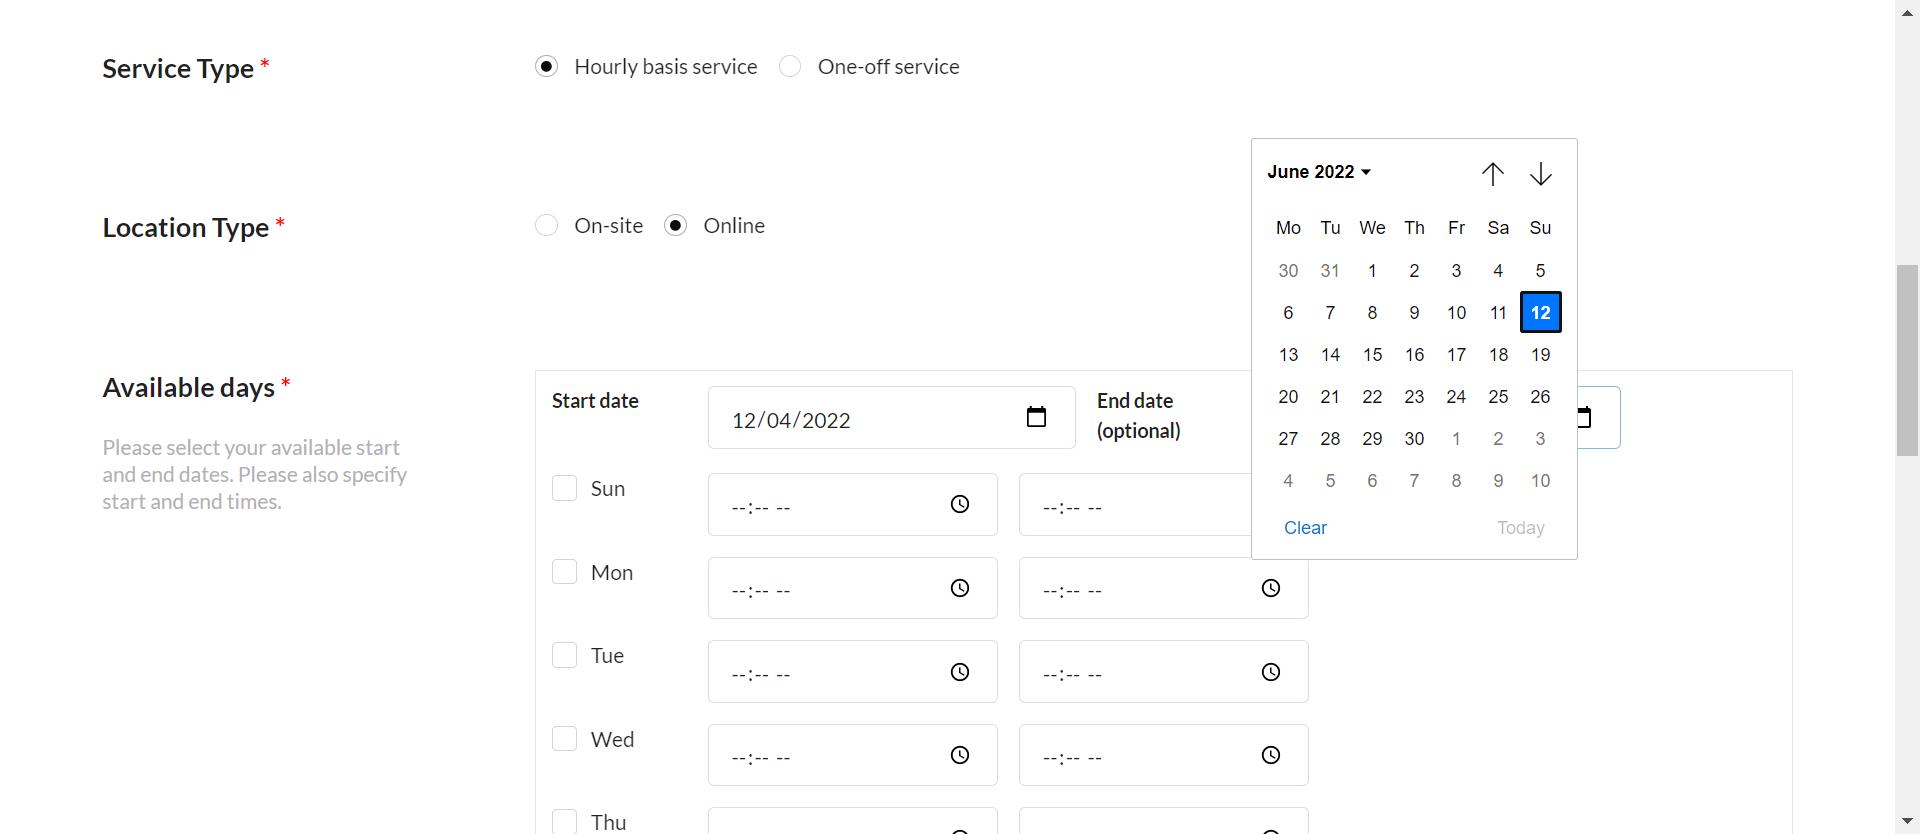 Service Type *
Hourly basis service
One-off service
Location Type *
On-site
Online
Available days *
Please select your available start
and end dates. Please also specify
start and end times.
Start date
12/04/2022
End date
(optional)
June 2022
Mo Tu We Th Fr Sa Su
30 31 1 2 3 4 5
6 7 8 9 10 11 12
13 14 15 16 17 18 19
20 21 22 23 24 25 26
27 28 29 30 1 2 3
4 5 6 7 8 9 10
Clear Today
Sun --:-- -- --:-- --
Mon --:-- -- --:-- --
Tue --:-- -- --:-- --
Wed --:-- -- --:-- --
Thu